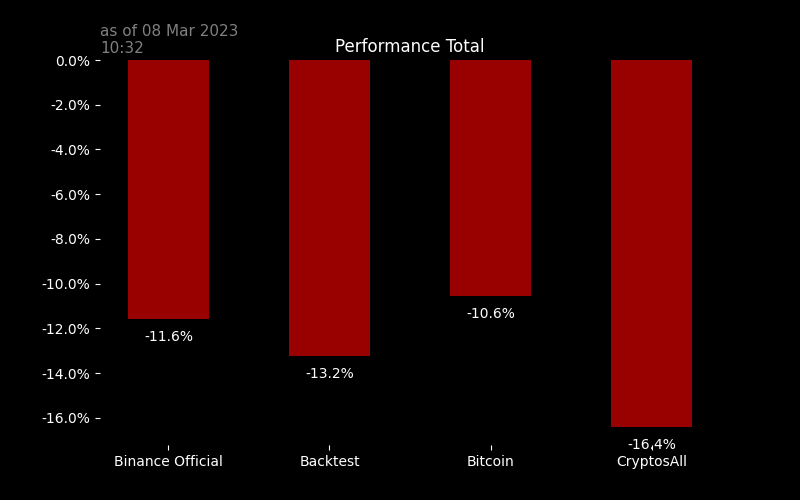 as of 08 Mar 2023
10:32
Performance Total
0.0%
-2.0%
-4.0%
-6.0%
-8.0%
-10.0%
-12.0%
-14.0%
-16.0%
-11.6%
-13.2%
-10.6%
-16.4%
Binance Official
Backtest
Bitcoin
CryptosAll